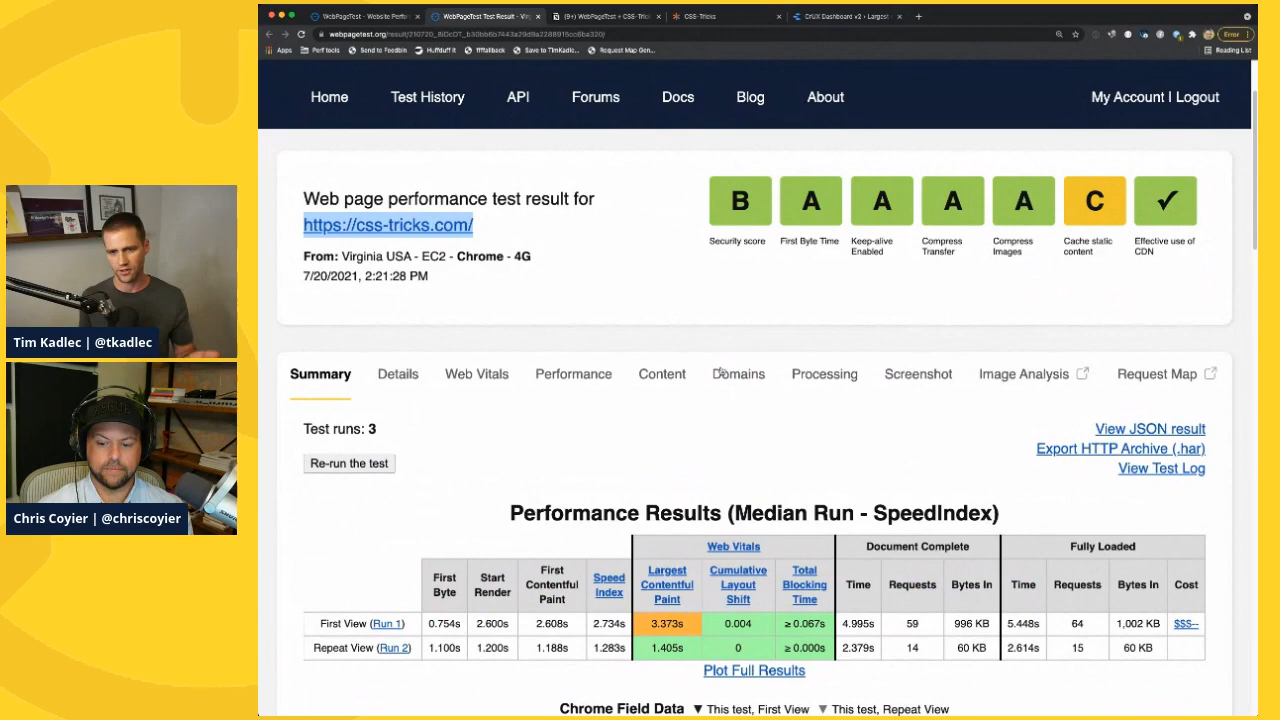 WebPageTest - Website Perfo
WebPageTest Test Result - Vir
(9+) WebPageTest + CSS-Trick
CSS-Tricks
CrUX Dashboard v2 › Largest
Error
Apps
Perf tools
Send to Feedbin
Huffduff it
11ffallback
Save to TimKadlec...
Request Map Gen...
Reading List
Home
Test History
API
Forums
Docs
Blog
About
My Account | Logout
Web page performance test result for
https://css-tricks.com/
From: Virginia USA - EC2 - Chrome - 4G
7/20/2021, 2:21:28 PM
B
A
A
A
A
C
✓
Security score
First Byte Time
Keep-alive Enabled
Compress Transfer
Compress Images
Cache static content
Effective use of CDN
Summary
Details
Web Vitals
Performance
Content
Domains
Processing
Screenshot
Image Analysis
Request Map
Test runs: 3
View JSON result
Export HTTP Archive (.har)
View Test Log
Re-run the test
Performance Results (Median Run - SpeedIndex)
Web Vitals
Document Complete
Fully Loaded
First Byte
Start Render
First Contentful Paint
Speed Index
Largest Contentful Paint
Cumulative Layout Shift
Total Blocking Time
Time
Requests
Bytes In
Time
Requests
Bytes In
Cost
First View (Run 1) 0.754s 2.600s 2.608s 2.734s 3.373s 0.004 ≥ 0.067s 4.995s 59 996 KB 5.448s 64 1,002 KB $$$--
Repeat View (Run 2) 1.100s 1.200s 1.188s 1.283s 1.405s 0 ≥ 0.000s 2.379s 14 60 KB 2.614s 15 60 KB
Plot Full Results
Chrome Field Data ▼ This test, First View ▼ This test, Repeat View
Tim Kadlec | @tkadlec
Chris Coyier | @chriscoyier